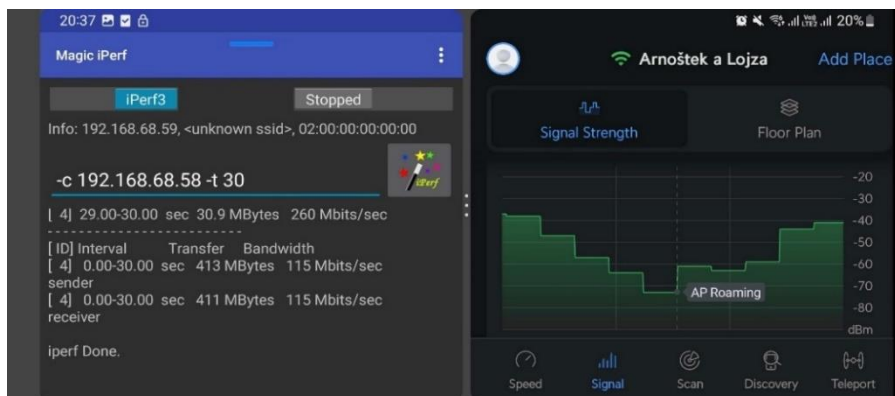 20:37
Magic iPerf
iPerf3
Stopped
Info: 192.168.68.59, <unknown ssid>, 02:00:00:00:00:00
-c 192.168.68.58 -t 30
iPerf
[ 4] 29.00-30.00 sec 30.9 MBytes 260 Mbits/sec
- - - - - - - - - - - - - - - - - - - - - - - - -
[ ID] Interval Transfer Bandwidth
[ 4] 0.00-30.00 sec 413 MBytes 115 Mbits/sec
sender
[ 4] 0.00-30.00 sec 411 MBytes 115 Mbits/sec
receiver
iperf Done.
20%
Arnoštek a Lojza
Add Place
Signal Strength
Floor Plan
-20
-30
-40
-50
-60
-70
-80
dBm
AP Roaming
Speed
Signal
Scan
Discovery
Teleport